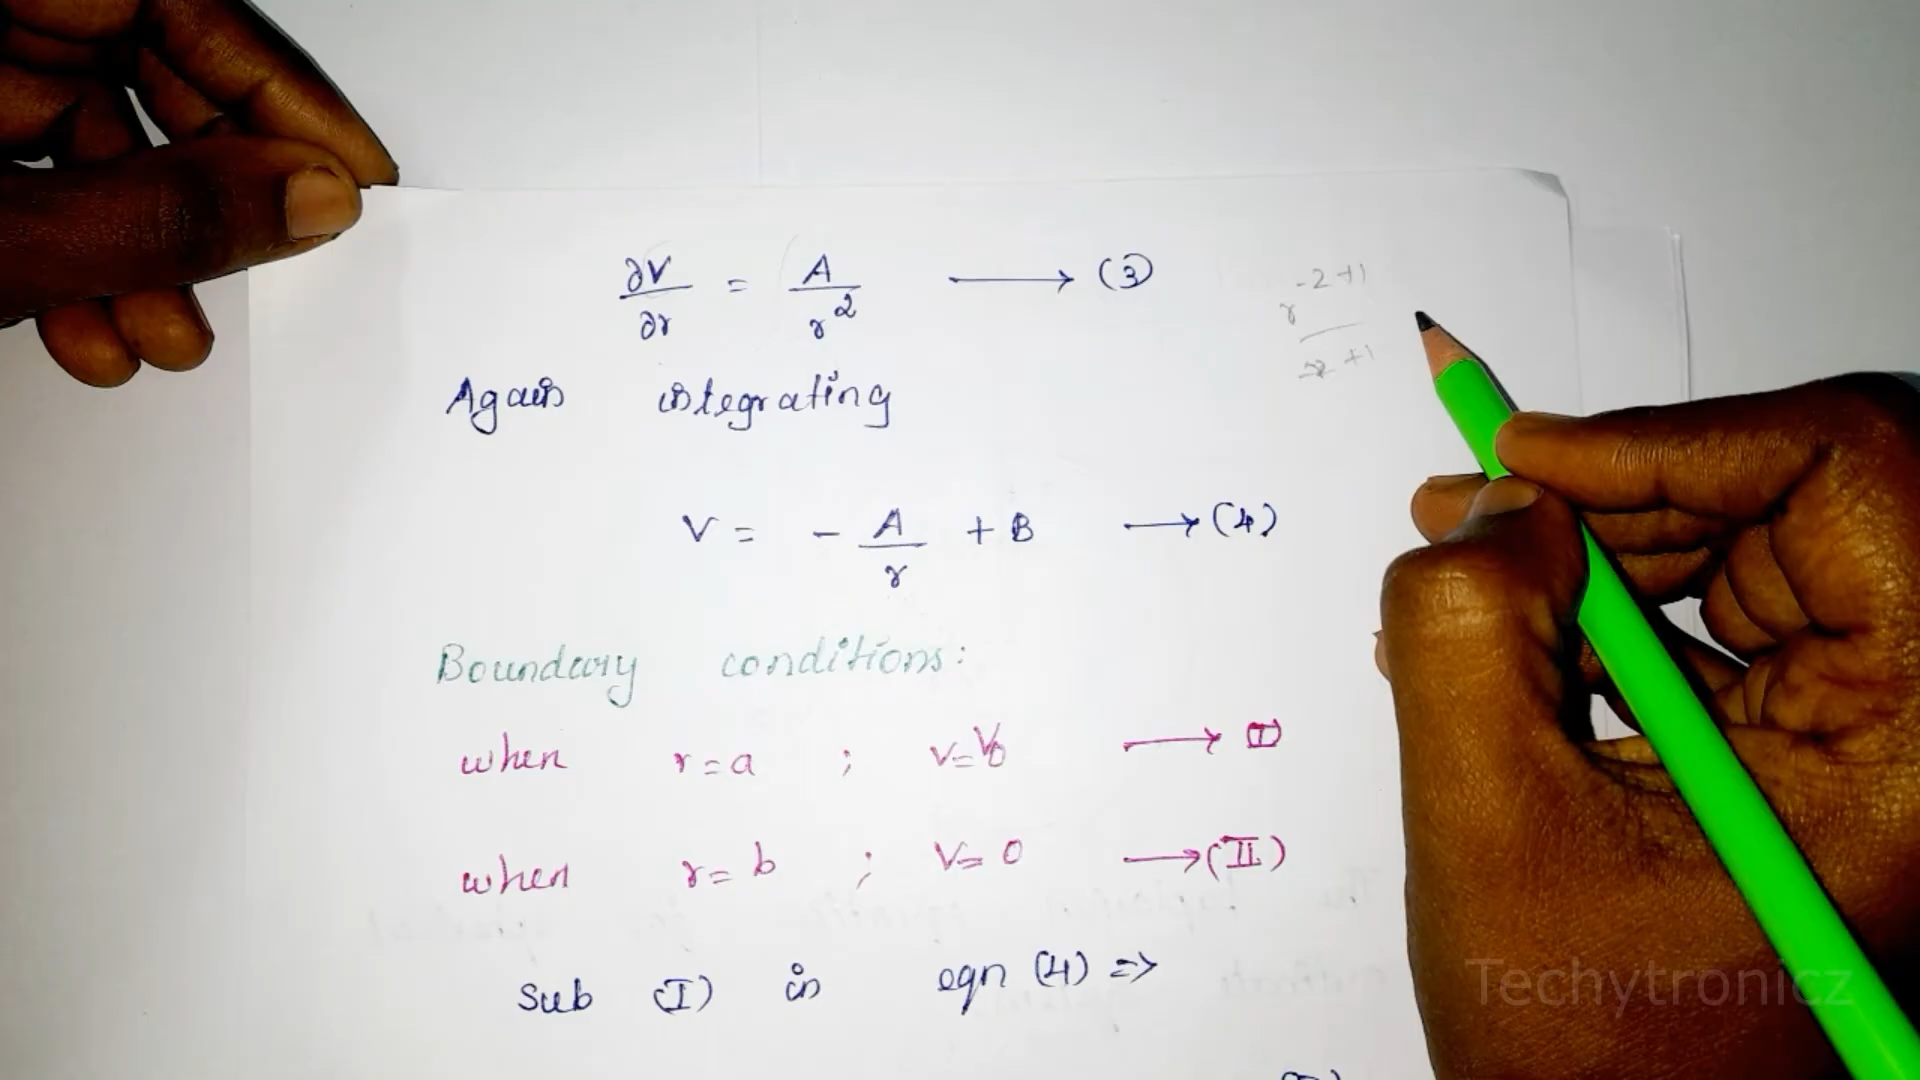 ∂V/∂r = A/r² → (3)
r^(-2+1)/(-2+1)
Again integrating
V = - A/r + B → (4)
Boundary conditions:
when r=a ; V=V0 → (I)
when r=b ; V=0 → (II)
Sub (I) in eqn (4) =>
Techytronicz